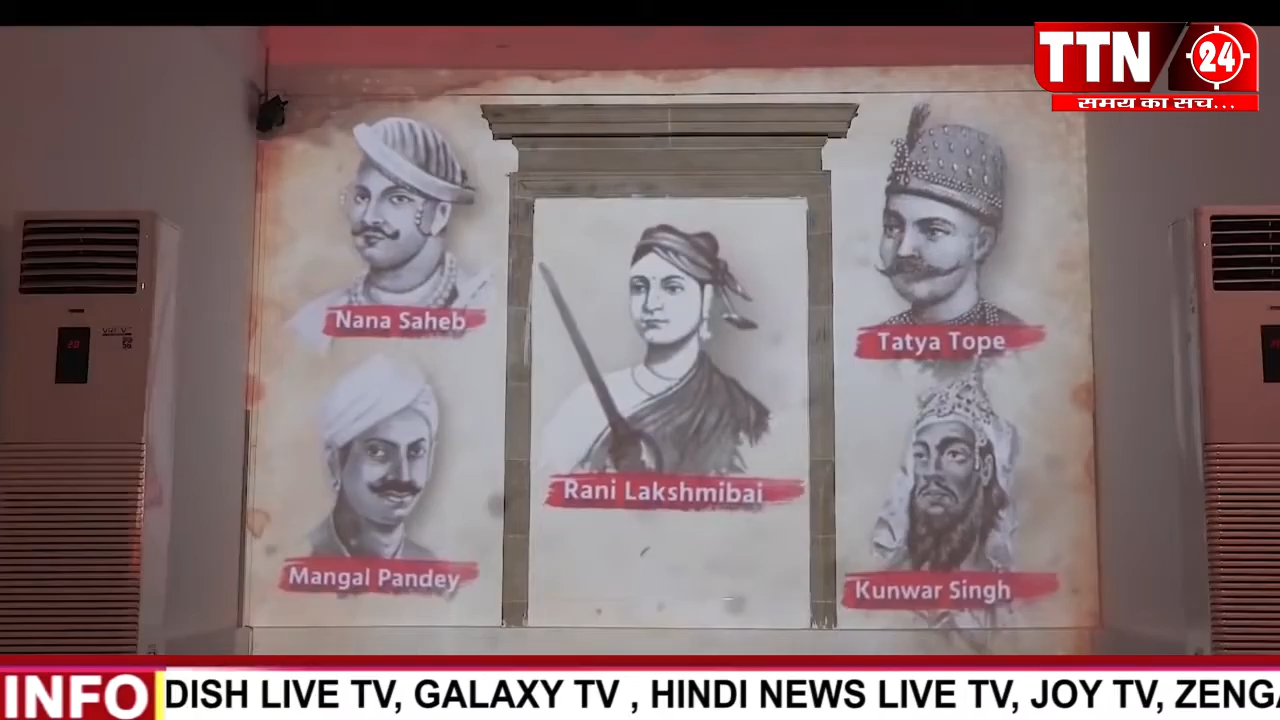 TTN 24
समय का सच...
Nana Saheb
Tatya Tope
Rani Lakshmibai
Mangal Pandey
Kunwar Singh
20
INFO
DISH LIVE TV, GALAXY TV , HINDI NEWS LIVE TV, JOY TV, ZENGA